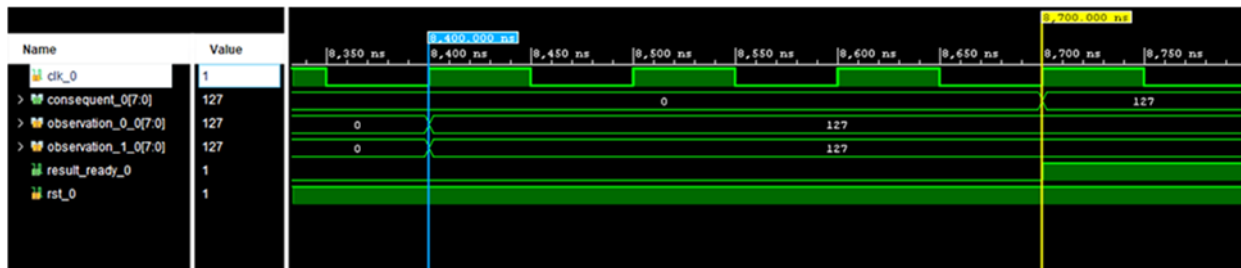 8,700.000 ns
8,400.000 ns
Name Value 8,350 ns 8,400 ns 8,450 ns 8,500 ns 8,550 ns 8,600 ns 8,650 ns 8,700 ns 8,750 ns
clk_0 1
consequent_0[7:0] 127 0 127
observation_0_0[7:0] 127 0 127
observation_1_0[7:0] 127 0 127
result_ready_0 1
rst_0 1